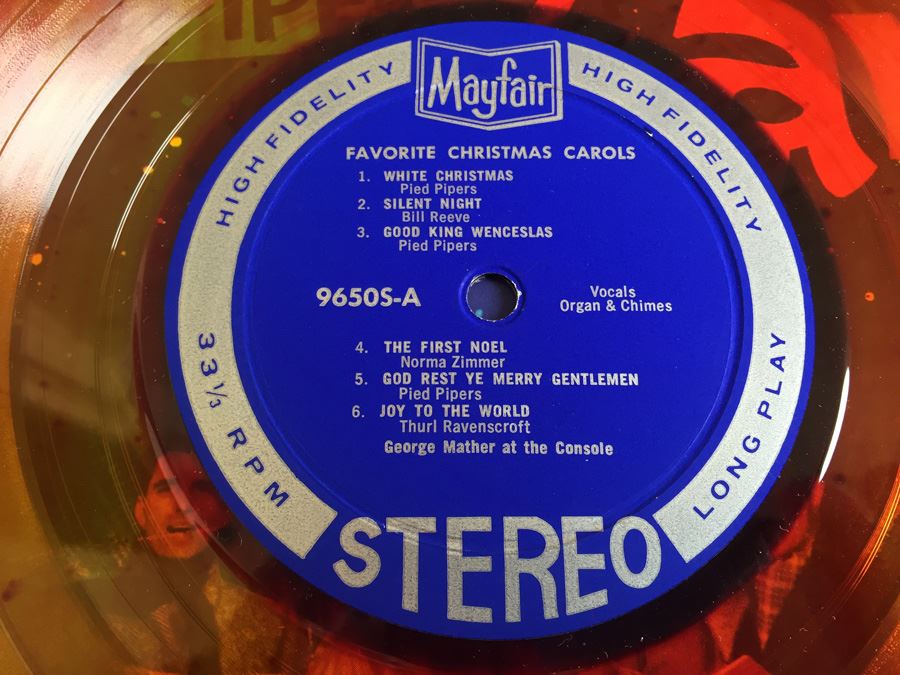 Mayfair
HIGH FIDELITY
HIGH FIDELITY
FAVORITE CHRISTMAS CAROLS
1. WHITE CHRISTMAS
Pied Pipers
2. SILENT NIGHT
Bill Reeve
3. GOOD KING WENCESLAS
Pied Pipers
9650S-A
Vocals
Organ & Chimes
4. THE FIRST NOEL
Norma Zimmer
5. GOD REST YE MERRY GENTLEMEN
Pied Pipers
6. JOY TO THE WORLD
Thurl Ravenscroft
George Mather at the Console
33⅓ RPM
LONG PLAY
STEREO